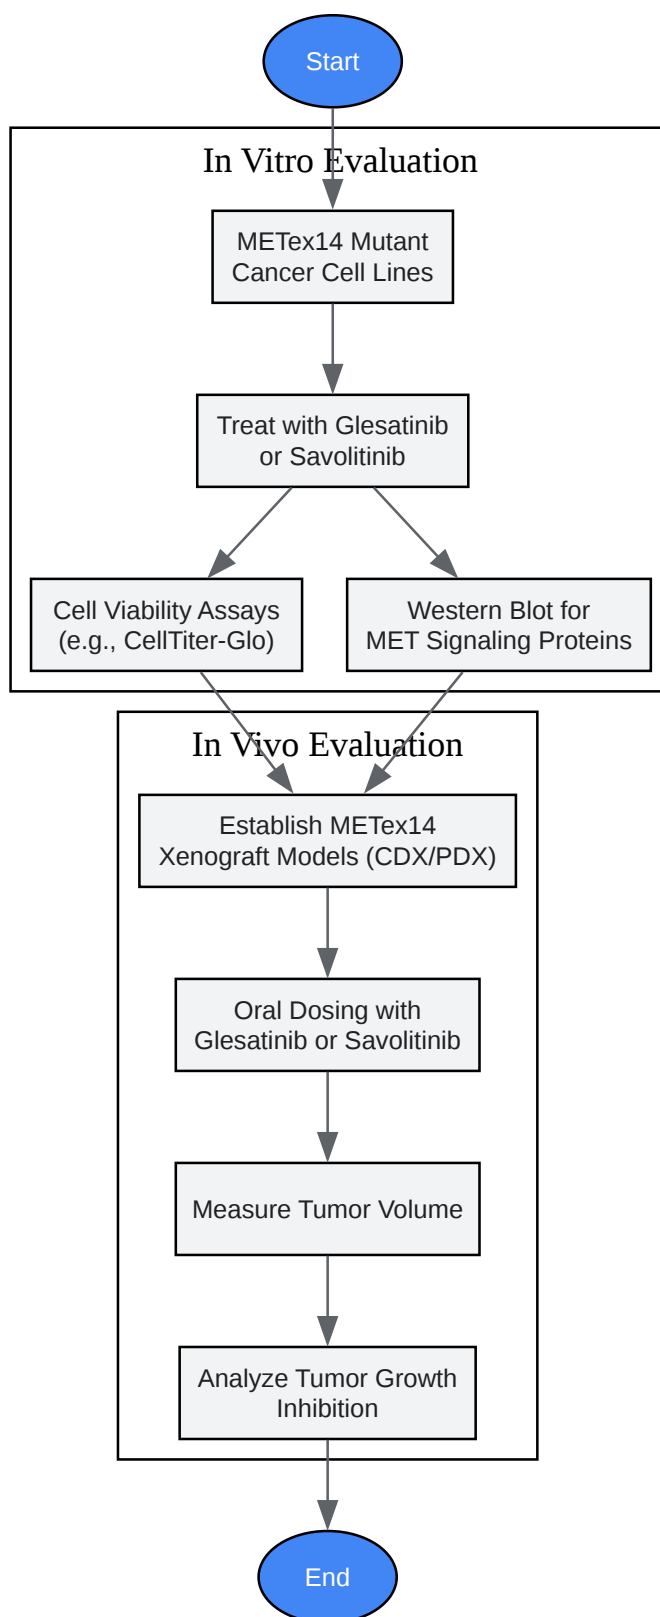 Start
In Vitro Evaluation
METex14 Mutant
Cancer Cell Lines
Treat with Glesatinib
or Savolitinib
Cell Viability Assays
(e.g., CellTiter-Glo)
Western Blot for
MET Signaling Proteins
In Vivo Evaluation
Establish METex14
Xenograft Models (CDX/PDX)
Oral Dosing with
Glesatinib or Savolitinib
Measure Tumor Volume
Analyze Tumor Growth
Inhibition
End